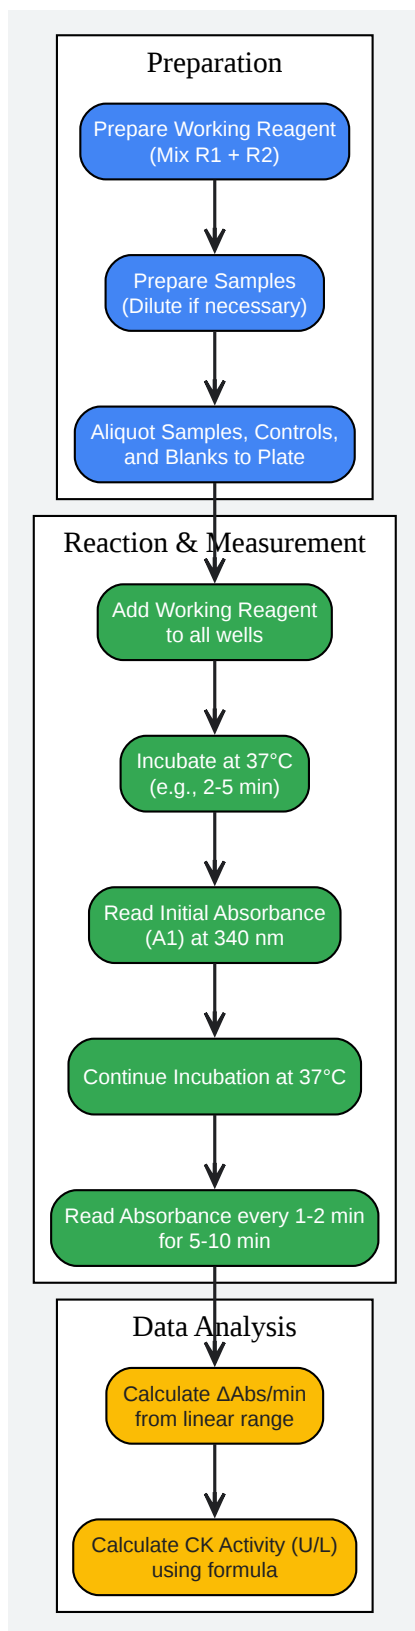 Preparation
Prepare Working Reagent
(Mix R1 + R2)
Prepare Samples
(Dilute if necessary)
Aliquot Samples, Controls,
and Blanks to Plate
Reaction & Measurement
Add Working Reagent
to all wells
Incubate at 37°C
(e.g., 2-5 min)
Read Initial Absorbance
(A1) at 340 nm
Continue Incubation at 37°C
Read Absorbance every 1-2 min
for 5-10 min
Data Analysis
Calculate ΔAbs/min
from linear range
Calculate CK Activity (U/L)
using formula